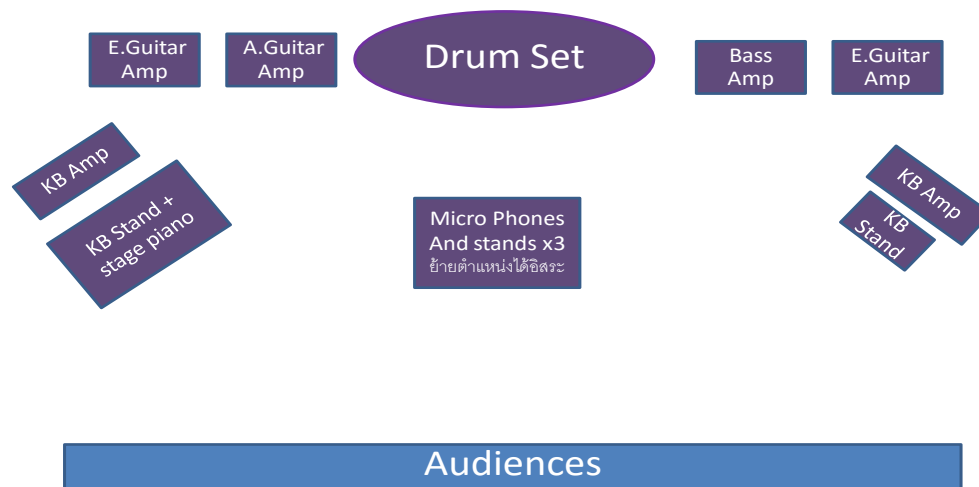 E.Guitar
Amp
A.Guitar
Amp
Drum Set
Bass
Amp
E.Guitar
Amp
KB Amp
KB Stand +
stage piano
Micro Phones
And stands x3
ย้ายตำแหน่งได้อิสระ
KB Amp
KB
Stand
Audiences